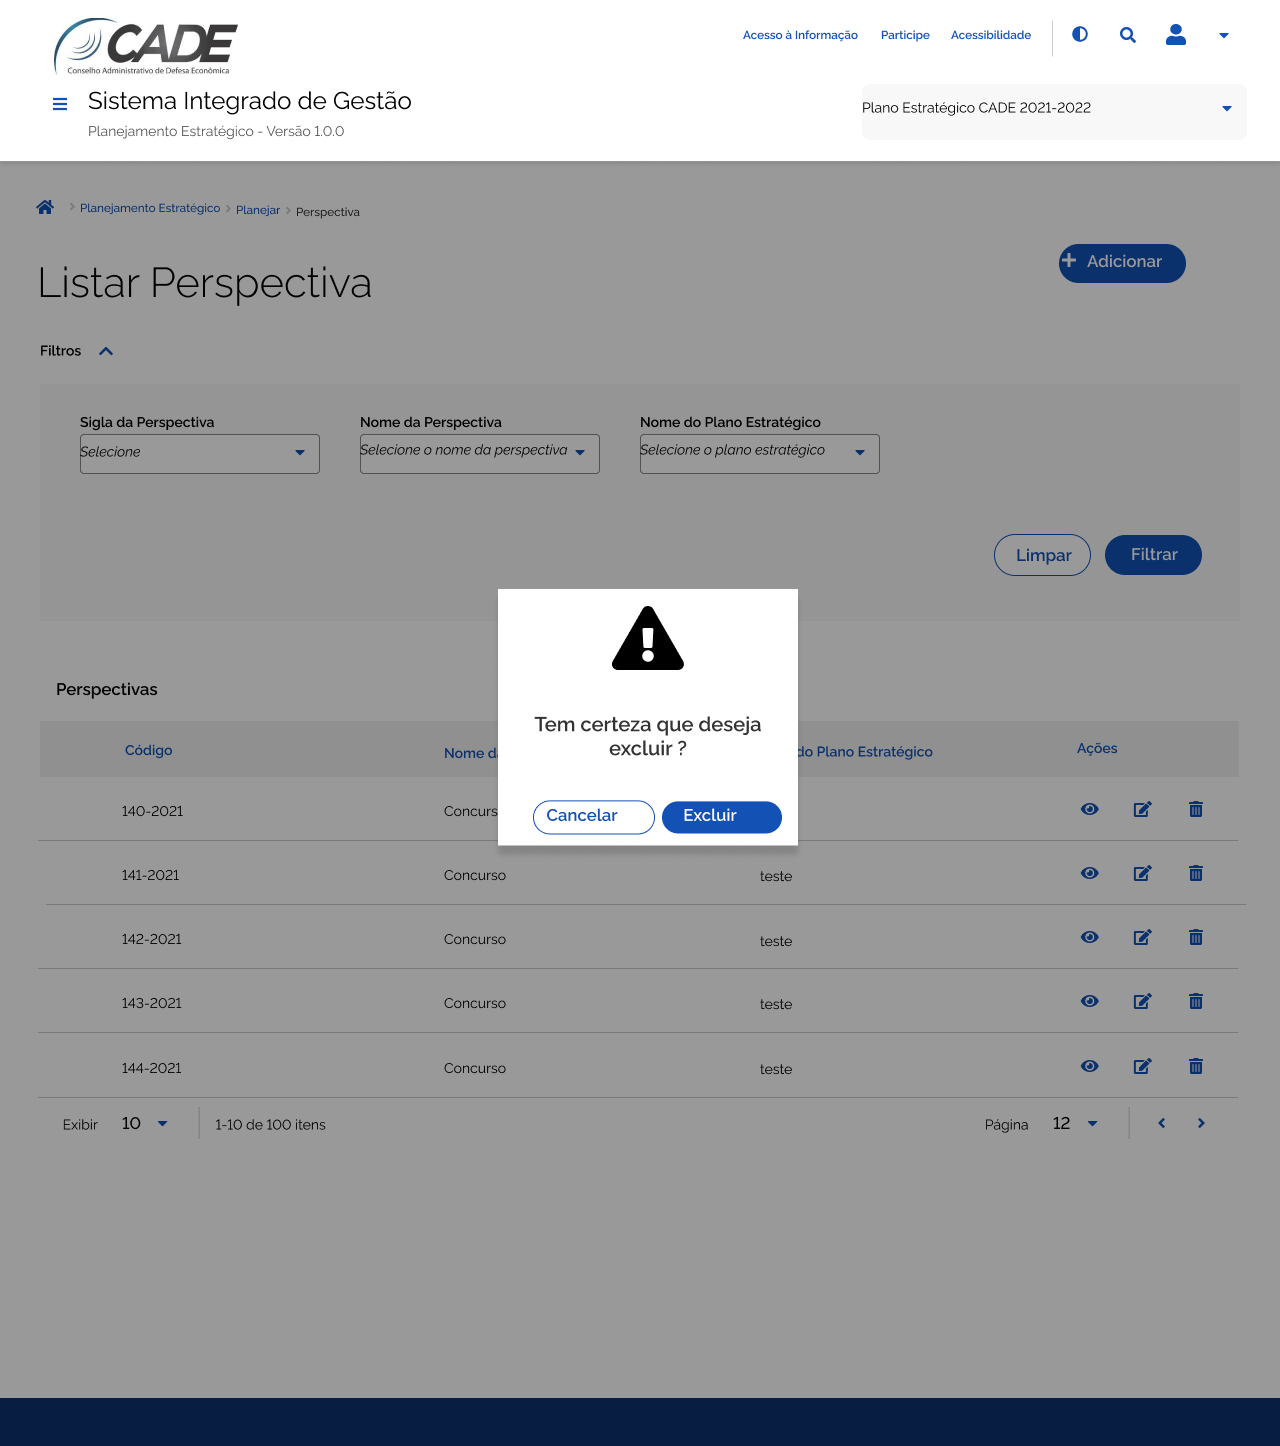 CADE
Conselho Administrativo de Defesa Econômica
Acesso à Informação Participe Acessibilidade
Sistema Integrado de Gestão
Planejamento Estratégico - Versão 1.0.0
Plano Estratégico CADE 2021-2022
Planejamento Estratégico Planejar Perspectiva
Listar Perspectiva
Adicionar
Filtros
Sigla da Perspectiva Nome da Perspectiva Nome do Plano Estratégico
Selecione Selecione o nome da perspectiva Selecione o plano estratégico
Limpar Filtrar
Perspectivas
Tem certeza que deseja
excluir ?
Cancelar Excluir
Código Nome do Plano Estratégico Ações
140-2021
141-2021 Concurso teste
142-2021 Concurso teste
143-2021 Concurso teste
144-2021 Concurso teste
Exibir 10 1-10 de 100 itens Página 12